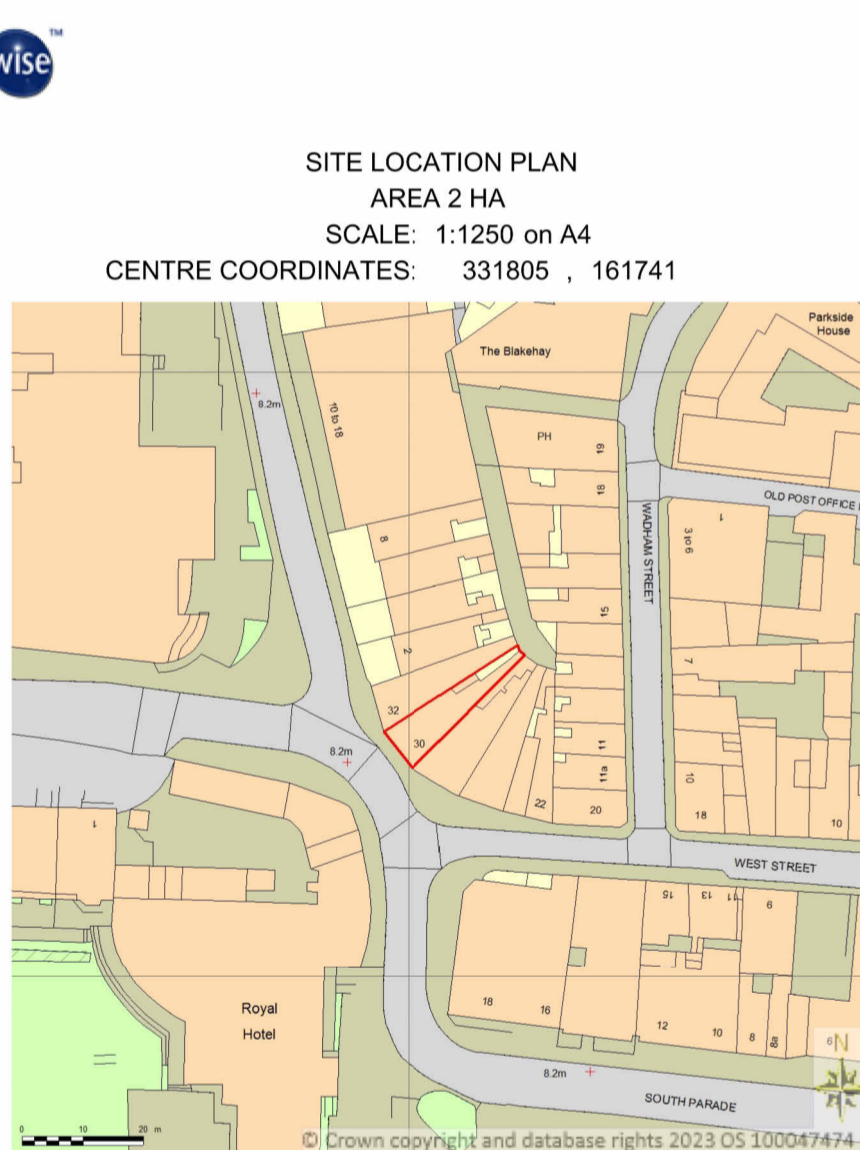 wise
TM
SITE LOCATION PLAN
AREA 2 HA
SCALE: 1:1250 on A4
CENTRE COORDINATES: 331805 , 161741
Parkside
House
The Blakehay
8.2m
10 to 18
PH
19
18
OLD POST OFFICE
WADHAM STREET
1
3 to 6
8
15
2
7
32
30
8.2m
11
11a
10
22
20
18
10
1
WEST STREET
15
13
11
9
18
16
12
10
8
8a
6
Royal
Hotel
8.2m
SOUTH PARADE
N
0 10 20 m
© Crown copyright and database rights 2023 OS 100047474